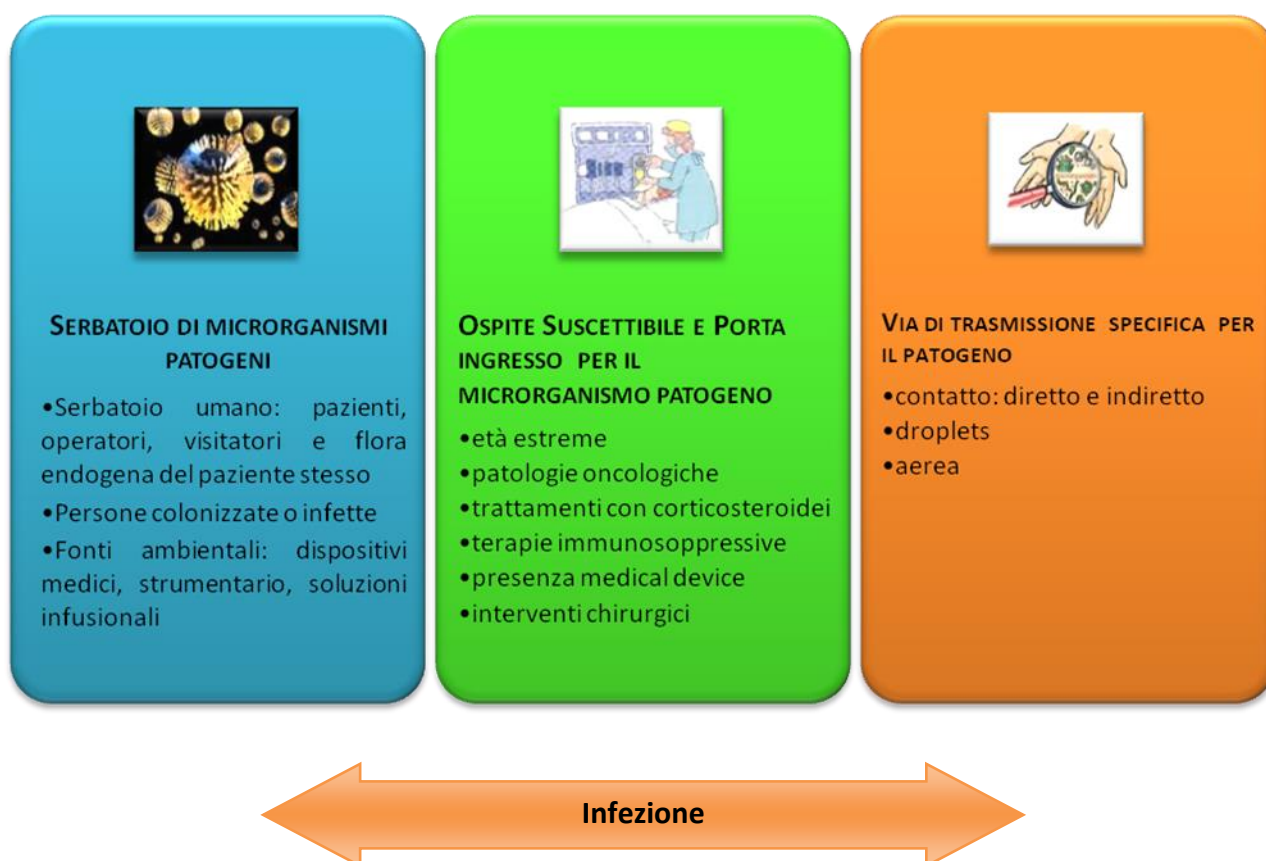 SERBATOIO DI MICRORGANISMI
PATOGENI
•Serbatoio umano: pazienti,
operatori, visitatori e flora
endogena del paziente stesso
•Persone colonizzate o infette
•Fonti ambientali: dispositivi
medici, strumentario, soluzioni
infusionali
OSPITE SUSCETTIBILE E PORTA
INGRESSO PER IL
MICRORGANISMO PATOGENO
•età estreme
•patologie oncologiche
•trattamenti con corticosteroidei
•terapie immunosoppressive
•presenza medical device
•interventi chirurgici
VIA DI TRASMISSIONE SPECIFICA PER
IL PATOGENO
•contatto: diretto e indiretto
•droplets
•aerea
Infezione